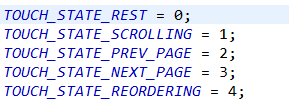 TOUCH_STATE_REST = 0;
TOUCH_STATE_SCROLLING = 1;
TOUCH_STATE_PREV_PAGE = 2;
TOUCH_STATE_NEXT_PAGE = 3;
TOUCH_STATE_REORDERING = 4;